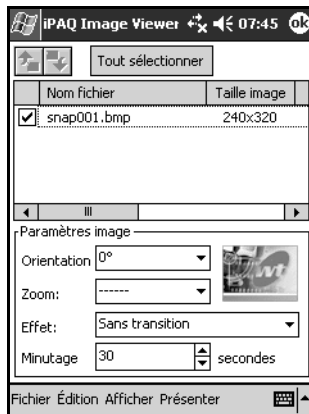 iPAQ Image Viewer 07:45 ok
Tout sélectionner
Nom fichier Taille image
snap001.bmp 240x320
Paramètres image
Orientation 0°
Zoom: ------
Effet: Sans transition
Minutage 30 secondes
Fichier Édition Afficher Présenter